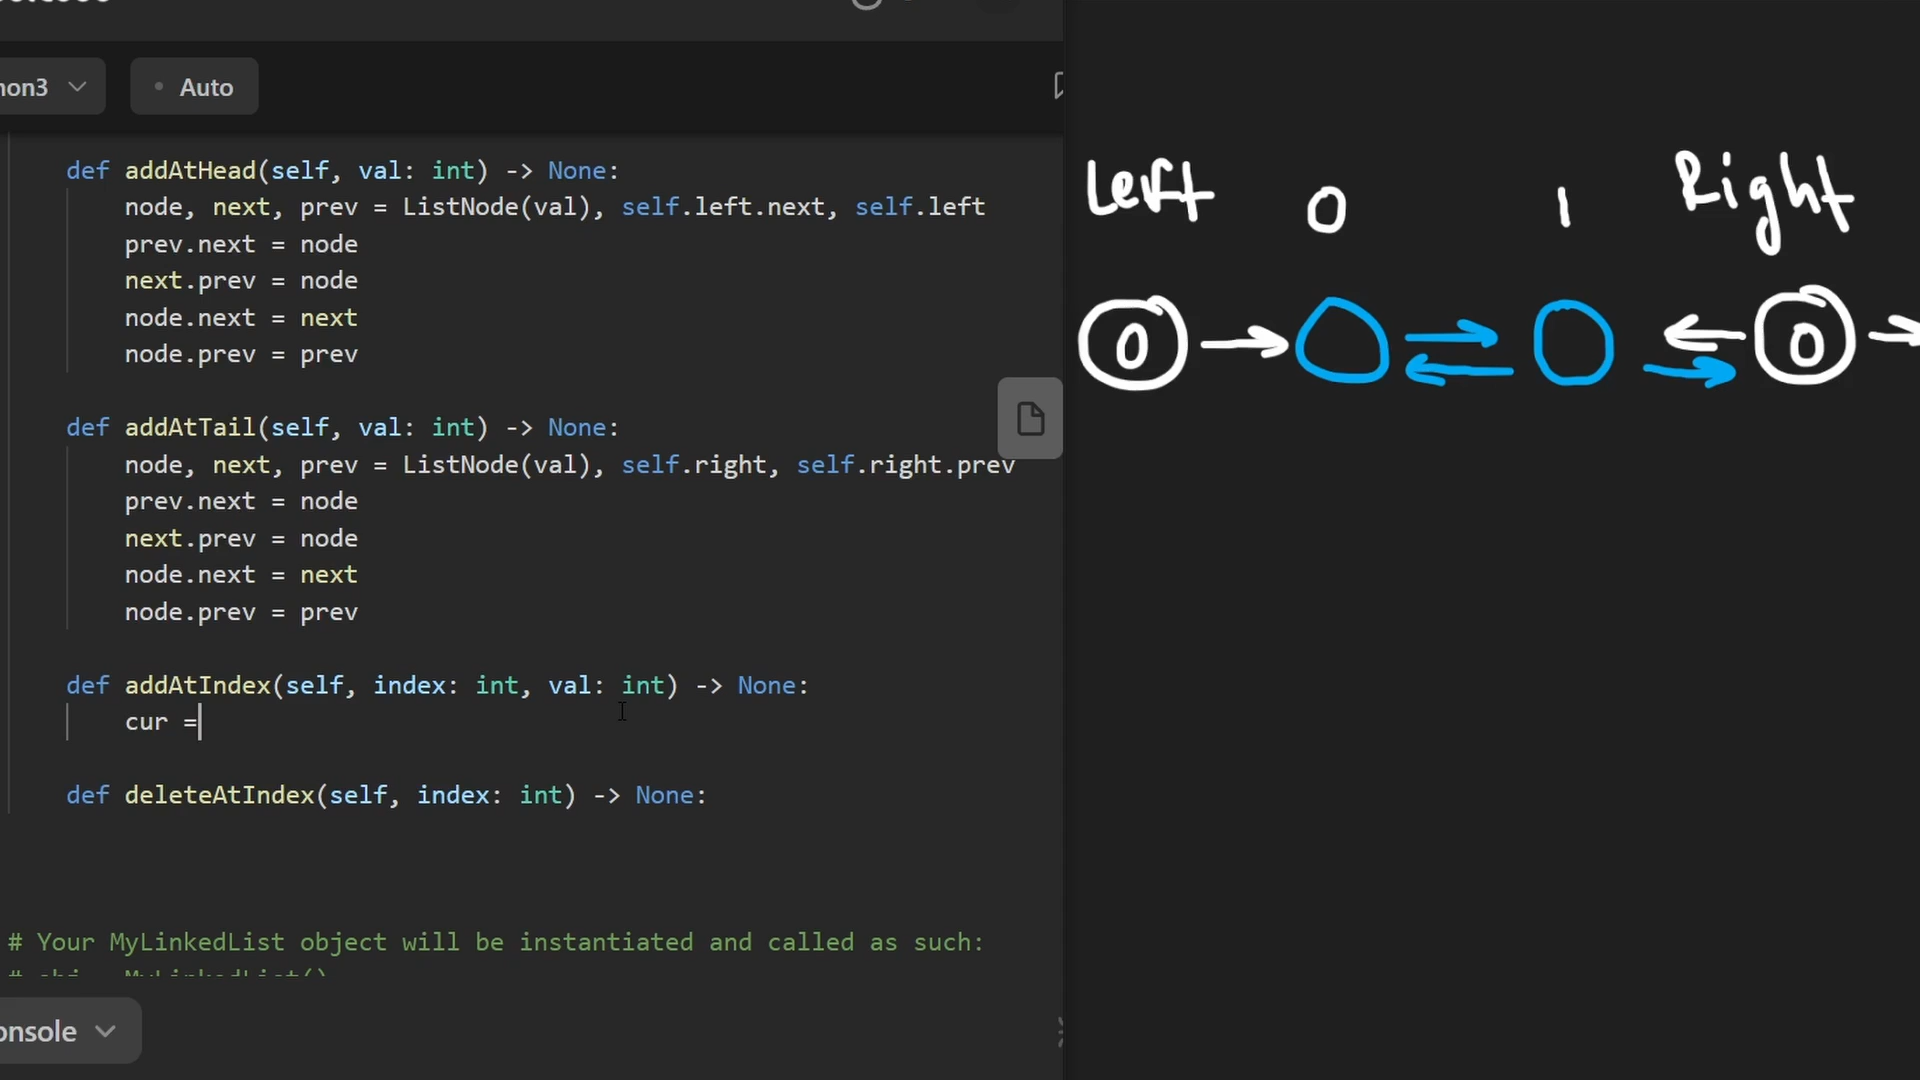 Auto
def addAtHead(self, val: int) -> None:
node, next, prev = ListNode(val), self.left.next, self.left
prev.next = node
next.prev = node
node.next = next
node.prev = prev
def addAtTail(self, val: int) -> None:
node, next, prev = ListNode(val), self.right, self.right.prev
prev.next = node
next.prev = node
node.next = next
node.prev = prev
def addAtIndex(self, index: int, val: int) -> None:
cur =
def deleteAtIndex(self, index: int) -> None:
# Your MyLinkedList object will be instantiated and called as such:
onsole
Left 0 1 Right
0 0